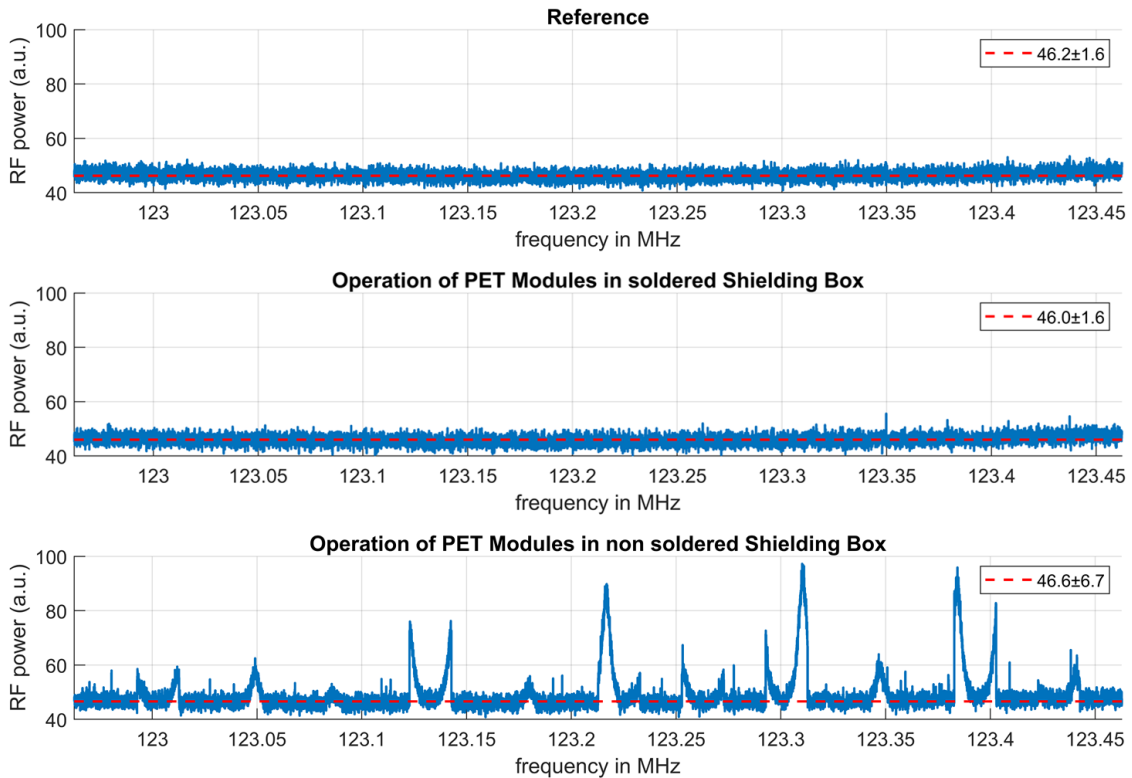 Reference
RF power (a.u.)
100
80
60
40
46.2±1.6
123 123.05 123.1 123.15 123.2 123.25 123.3 123.35 123.4 123.45
frequency in MHz
Operation of PET Modules in soldered Shielding Box
RF power (a.u.)
100
80
60
40
46.0±1.6
123 123.05 123.1 123.15 123.2 123.25 123.3 123.35 123.4 123.45
frequency in MHz
Operation of PET Modules in non soldered Shielding Box
RF power (a.u.)
100
80
60
40
46.6±6.7
123 123.05 123.1 123.15 123.2 123.25 123.3 123.35 123.4 123.45
frequency in MHz